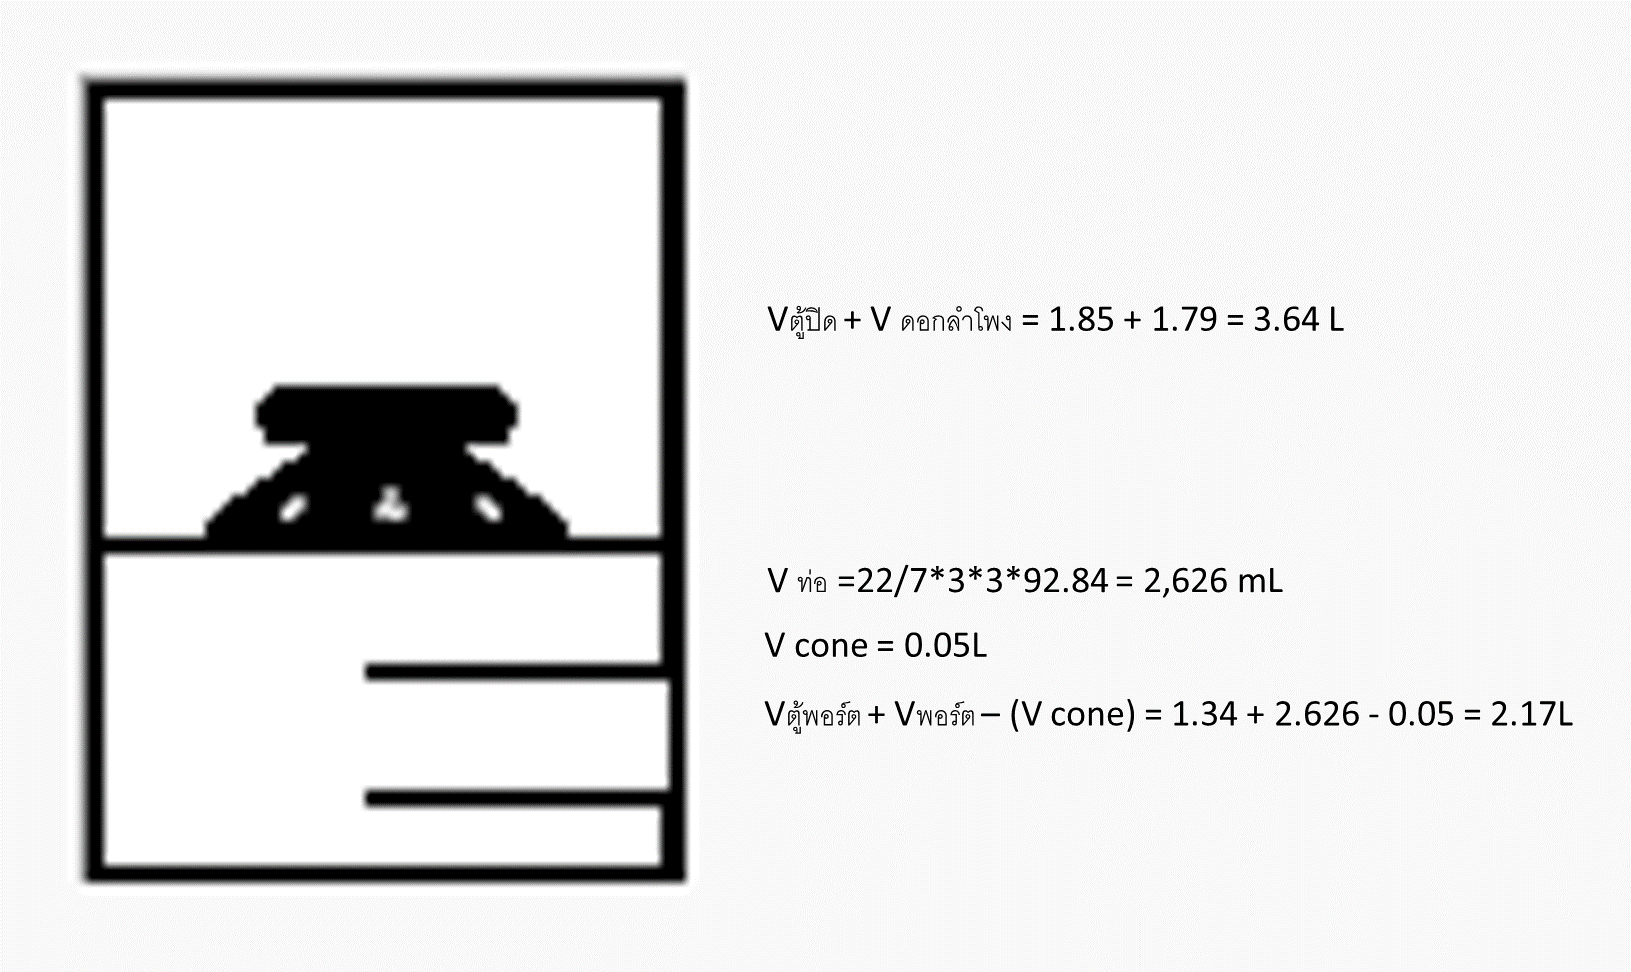 Vตู้ปิด + V ดอกลำโพง = 1.85 + 1.79 = 3.64 L
V ท่อ =22/7*3*3*92.84 = 2,626 mL
V cone = 0.05L
Vตู้พอร์ต + Vพอร์ต – (V cone) = 1.34 + 2.626 - 0.05 = 2.17L